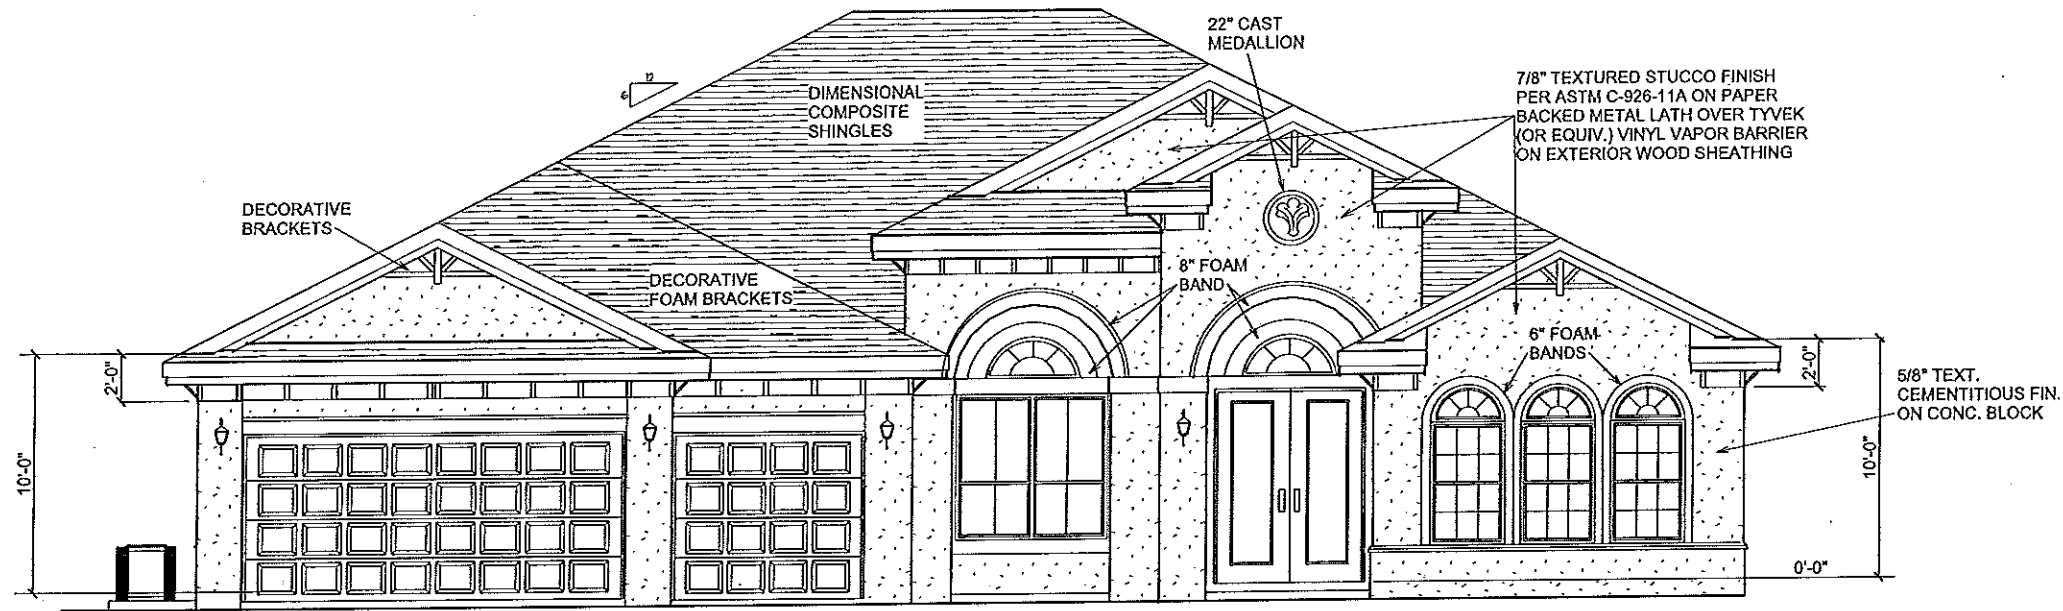 22" CAST
MEDALLION
12
6
DIMENSIONAL
COMPOSITE
SHINGLES
7/8" TEXTURED STUCCO FINISH
PER ASTM C-926-11A ON PAPER
BACKED METAL LATH OVER TYVEK
(OR EQUIV.) VINYL VAPOR BARRIER
ON EXTERIOR WOOD SHEATHING
DECORATIVE
BRACKETS
DECORATIVE
FOAM BRACKETS
8" FOAM
BAND
6" FOAM
BANDS
2'-0"
10'-0"
2'-0"
10'-0"
5/8" TEXT.
CEMENTITIOUS FIN.
ON CONC. BLOCK
0'-0"